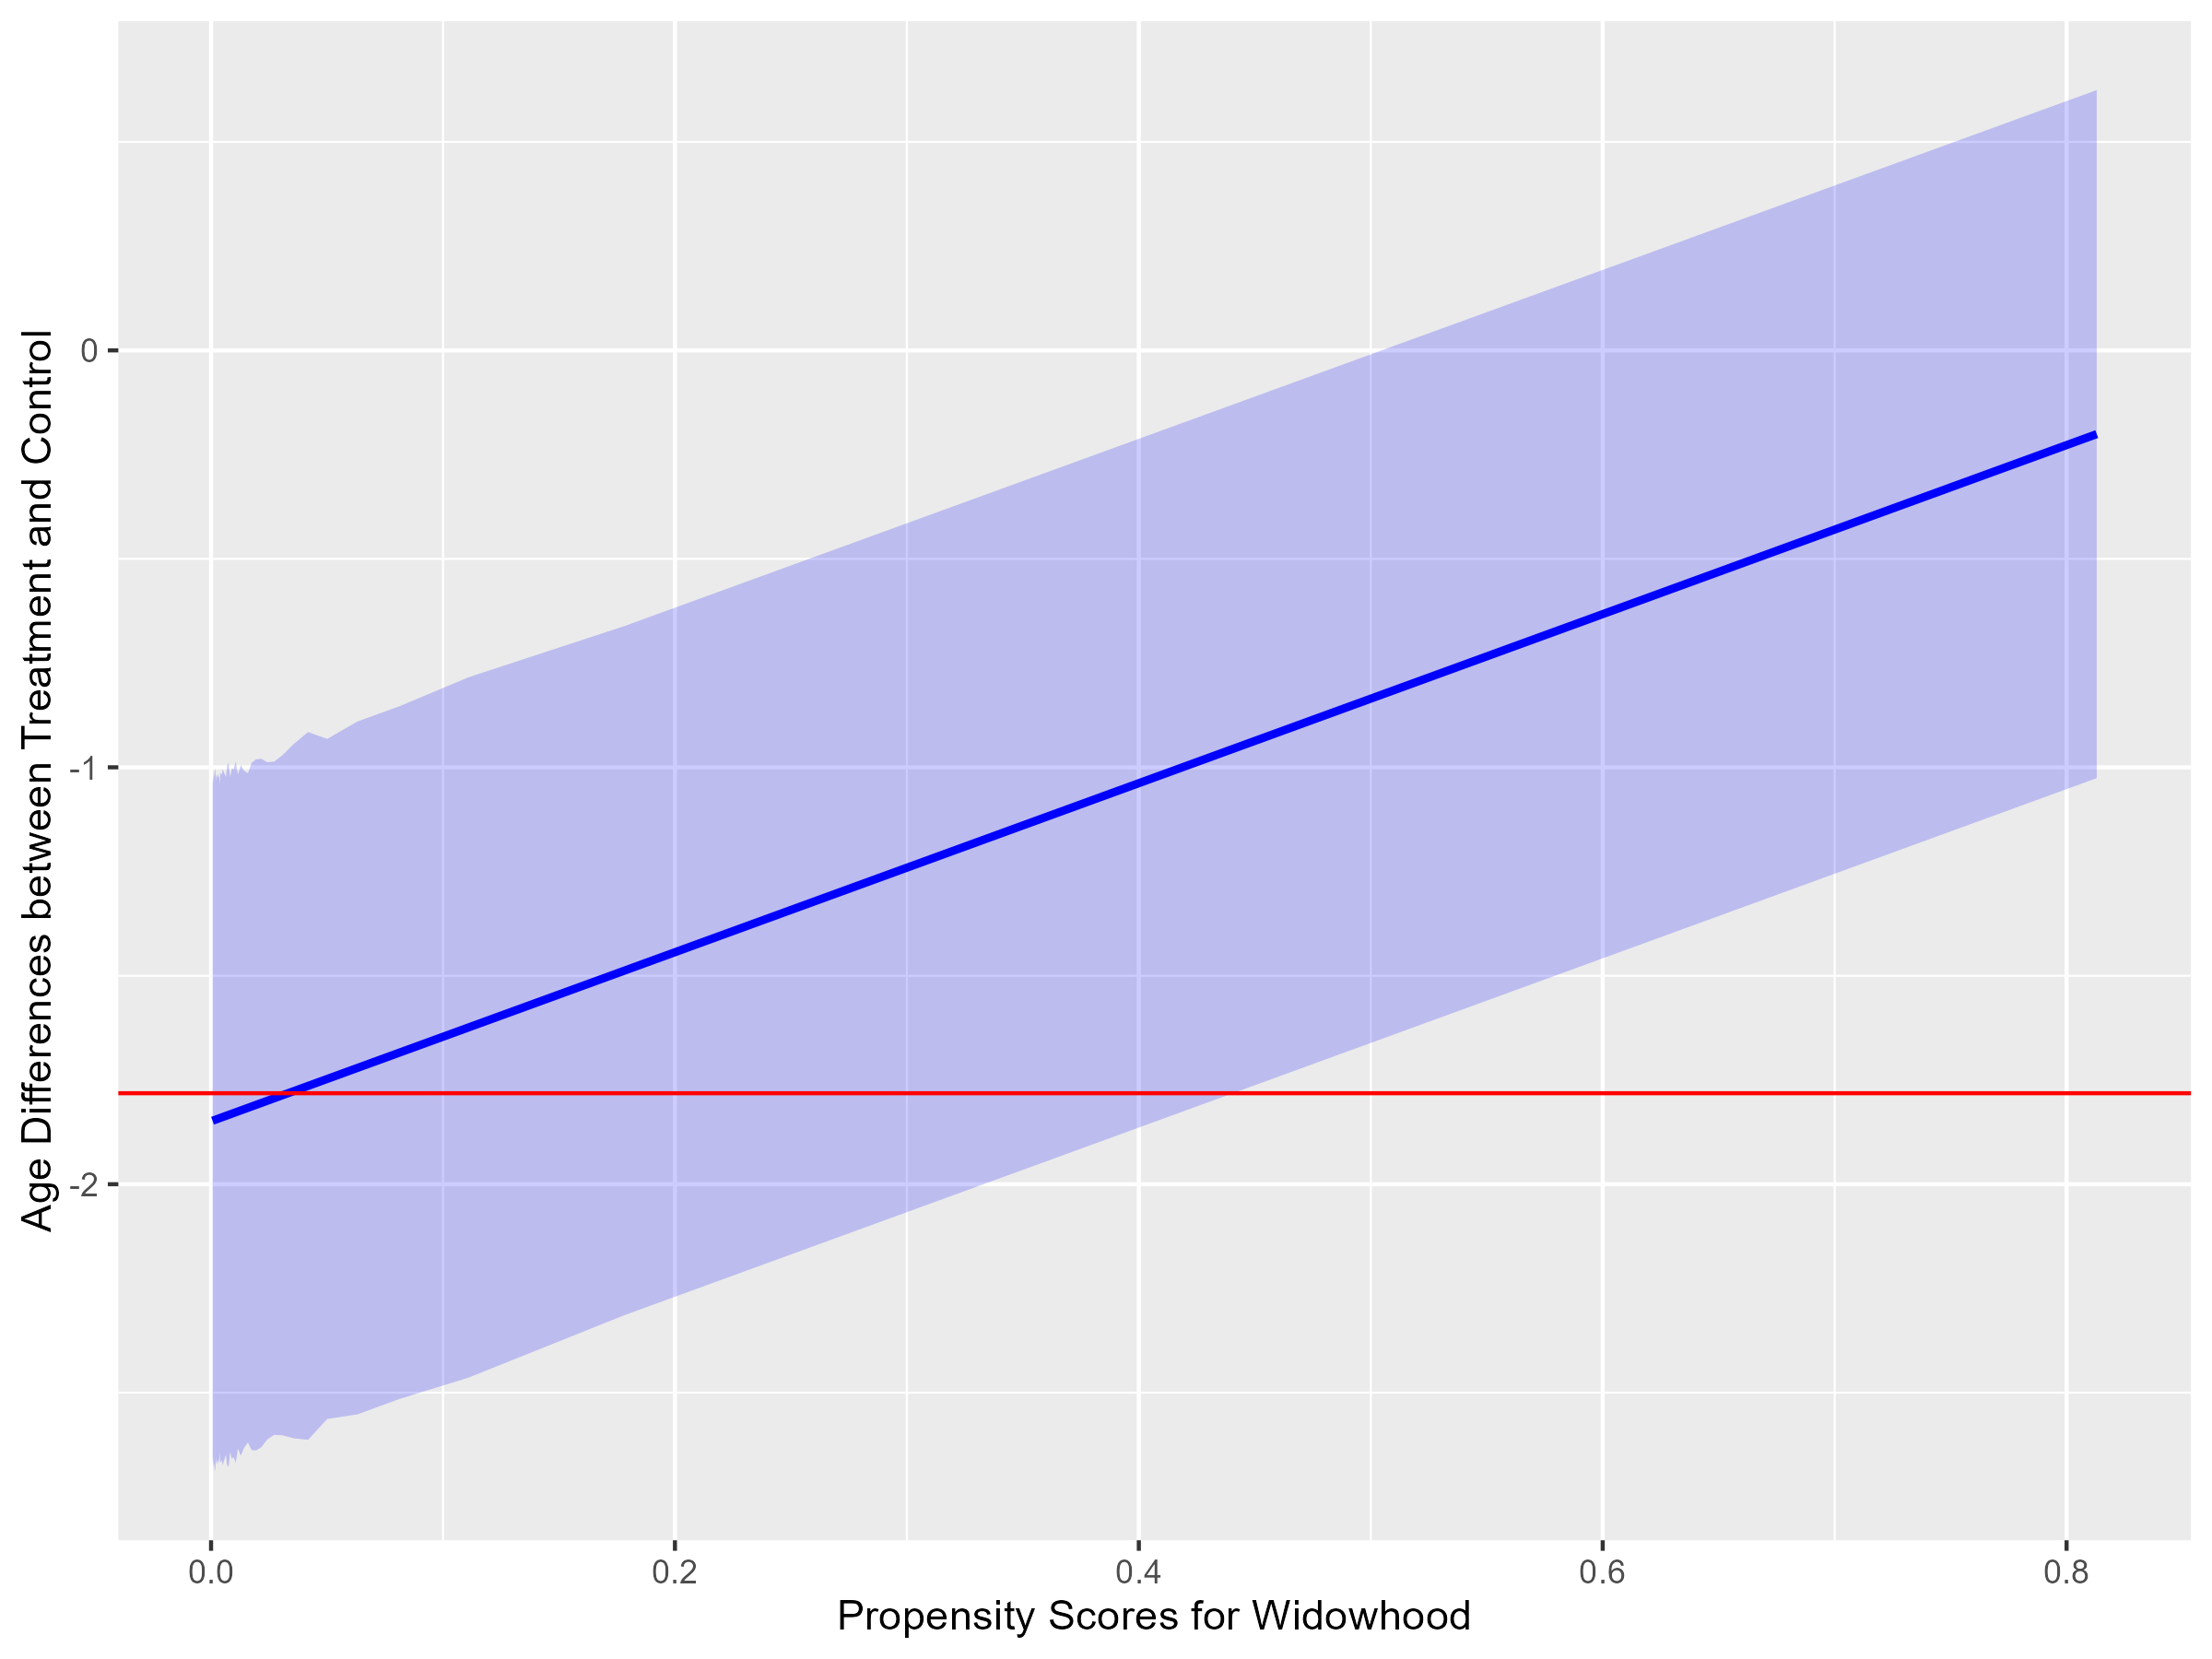 Age Differences between Treatment and Control
0
-1
-2
0.0 0.2 0.4 0.6 0.8
Propensity Scores for Widowhood